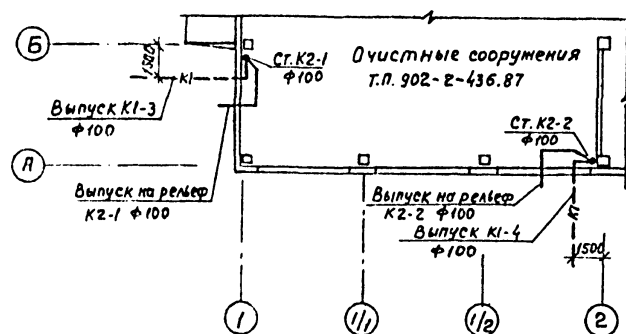 Б
1500
К1
Выпуск К1-3
ф100
Ст. К2-1
ф100
Очистные сооружения
Т.П. 902-2-436.87
Ст. К2-2
ф100
А
Выпуск на рельеф
К2-1 ф100
Выпуск на рельеф
К2-2 ф100
Выпуск К1-4
ф100
К1
1500
1
1/1
1/2
2